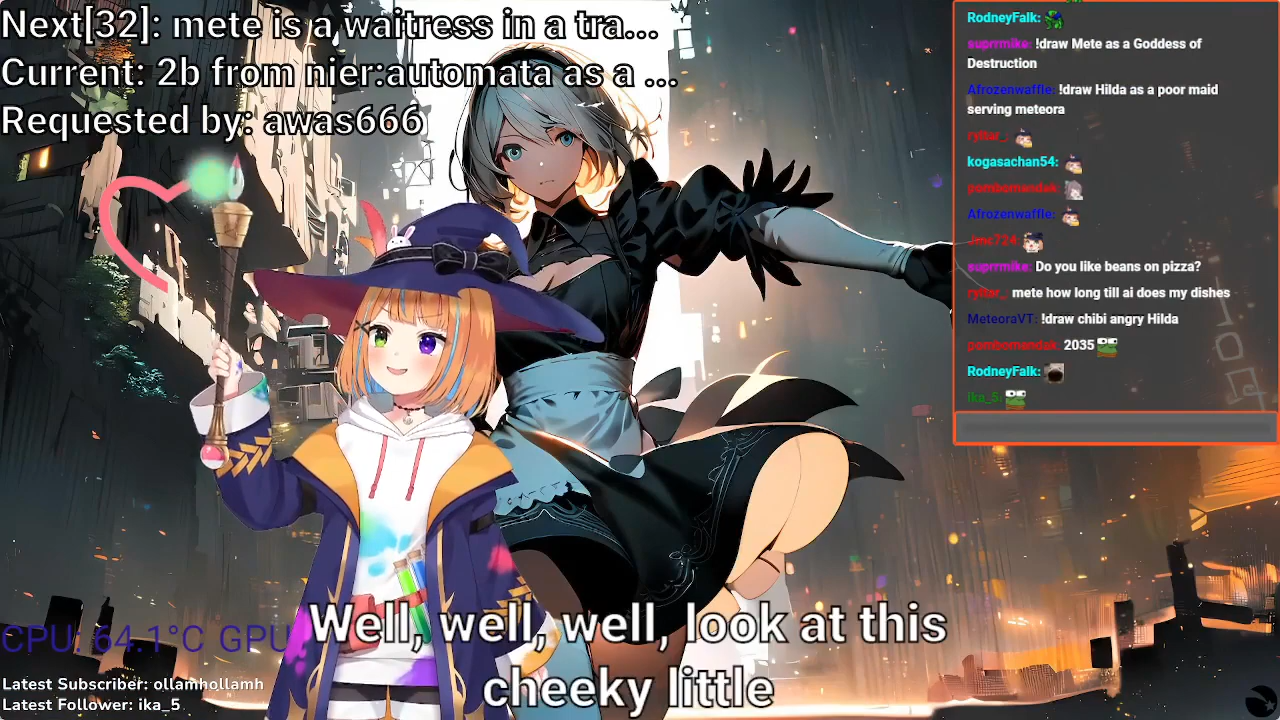 Next[32]: mete is a waitress in a tra...
Current: 2b from nier:automata as a ...
Requested by: awas666
RodneyFalk:
suprrmike: !draw Mete as a Goddess of
Destruction
Afrozenwaffle: !draw Hilda as a poor maid
serving meteora
ryltar_:
kogasachan54:
pombomandak:
Afrozenwaffle:
Jinc724:
suprrmike: Do you like beans on pizza?
ryltar_: mete how long till ai does my dishes
MeteoraVT: !draw chibi angry Hilda
pombomandak: 2035
RodneyFalk:
ika_5:
Well, well, well, look at this
cheeky little
CPU: 64.1°C GPU
Latest Subscriber: ollamhollamh
Latest Follower: ika_5